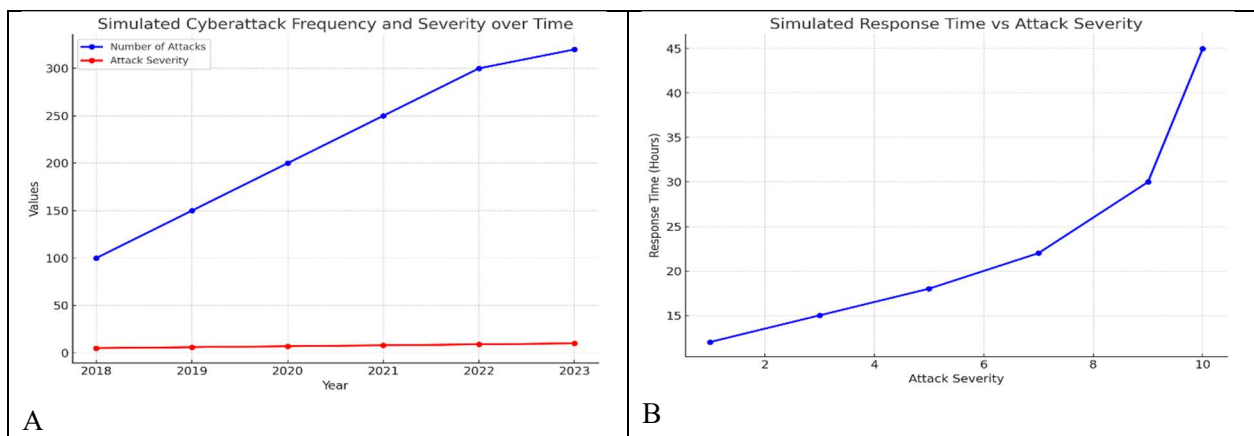 Simulated Cyberattack Frequency and Severity over Time
Number of Attacks
Attack Severity
300
250
200
150
100
50
0
Values
2018 2019 2020 2021 2022 2023
Year
A
Simulated Response Time vs Attack Severity
45
40
35
30
25
20
15
Response Time (Hours)
2 4 6 8 10
Attack Severity
B